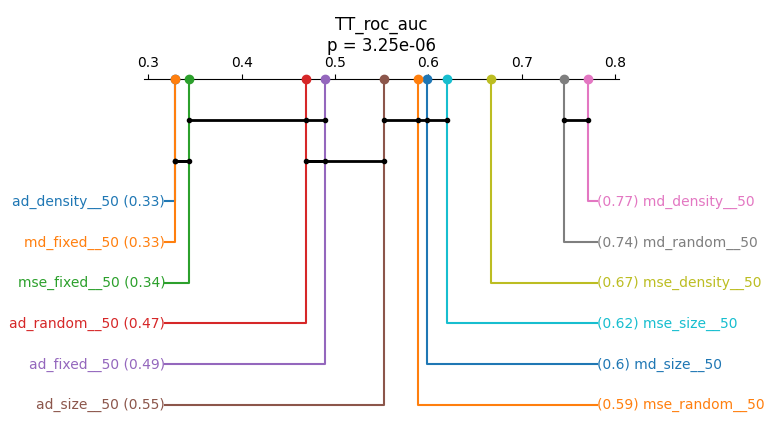 TT_roc_auc
p = 3.25e-06
0.3 0.4 0.5 0.6 0.7 0.8
ad_density__50 (0.33)
(0.77) md_density__50
md_fixed__50 (0.33)
(0.74) md_random__50
mse_fixed__50 (0.34)
(0.67) mse_density__50
ad_random__50 (0.47)
(0.62) mse_size__50
ad_fixed__50 (0.49)
(0.6) md_size__50
ad_size__50 (0.55)
(0.59) mse_random__50